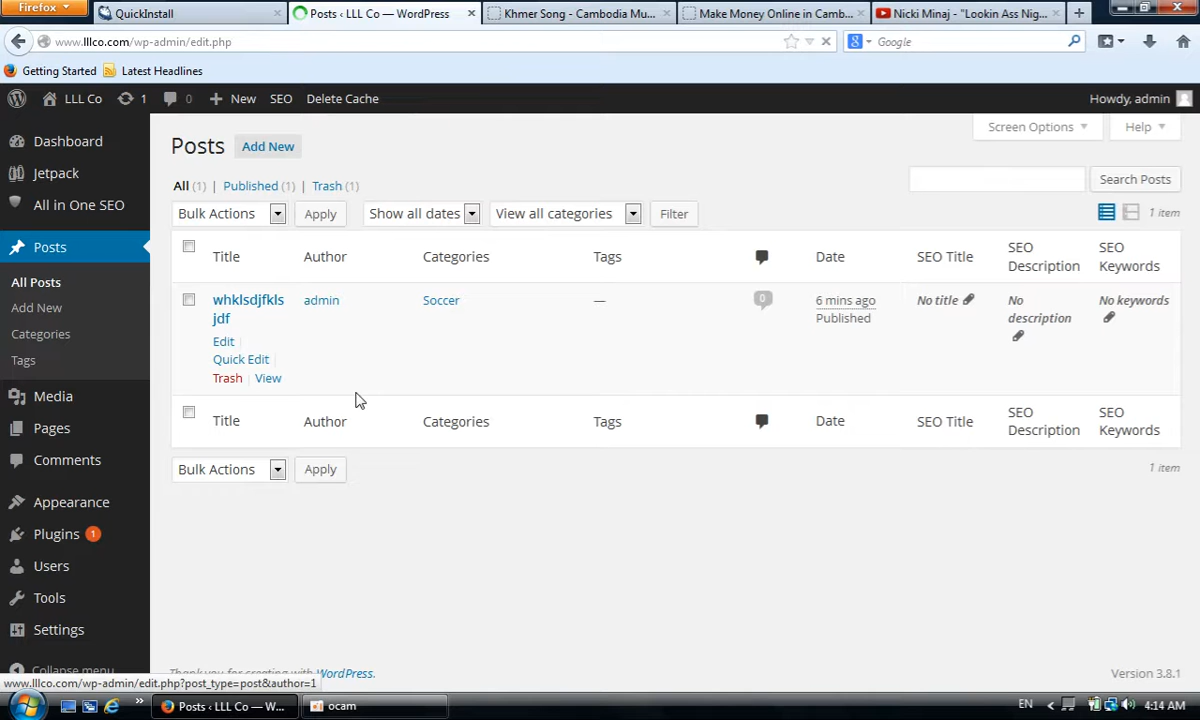 Firefox
QuickInstall
Posts ‹ LLL Co — WordPress
Khmer Song - Cambodia Mu...
Make Money Online in Camb...
Nicki Minaj - "Lookin Ass Nig...
www.lllco.com/wp-admin/edit.php
Google
Getting Started
Latest Headlines
LLL Co
1
0
New
SEO
Delete Cache
Howdy, admin
Dashboard
Jetpack
All in One SEO
Posts
All Posts
Add New
Categories
Tags
Media
Pages
Comments
Appearance
Plugins 1
Users
Tools
Settings
Collapse menu
Posts Add New
Screen Options
Help
All (1) | Published (1) | Trash (1)
Search Posts
Bulk Actions Apply Show all dates View all categories Filter
1 item
Title Author Categories Tags Date SEO Title SEO Description SEO Keywords
whklsdjfkls
jdf
admin
Soccer
—
0
6 mins ago
Published
No title
No
description
No keywords
Edit |
Quick Edit |
Trash | View
Title Author Categories Tags Date SEO Title SEO Description SEO Keywords
Bulk Actions Apply
1 item
Thank you for creating with WordPress.
Version 3.8.1
www.lllco.com/wp-admin/edit.php?post_type=post&author=1
Posts ‹ LLL Co — W...
ocam
EN
4:14 AM